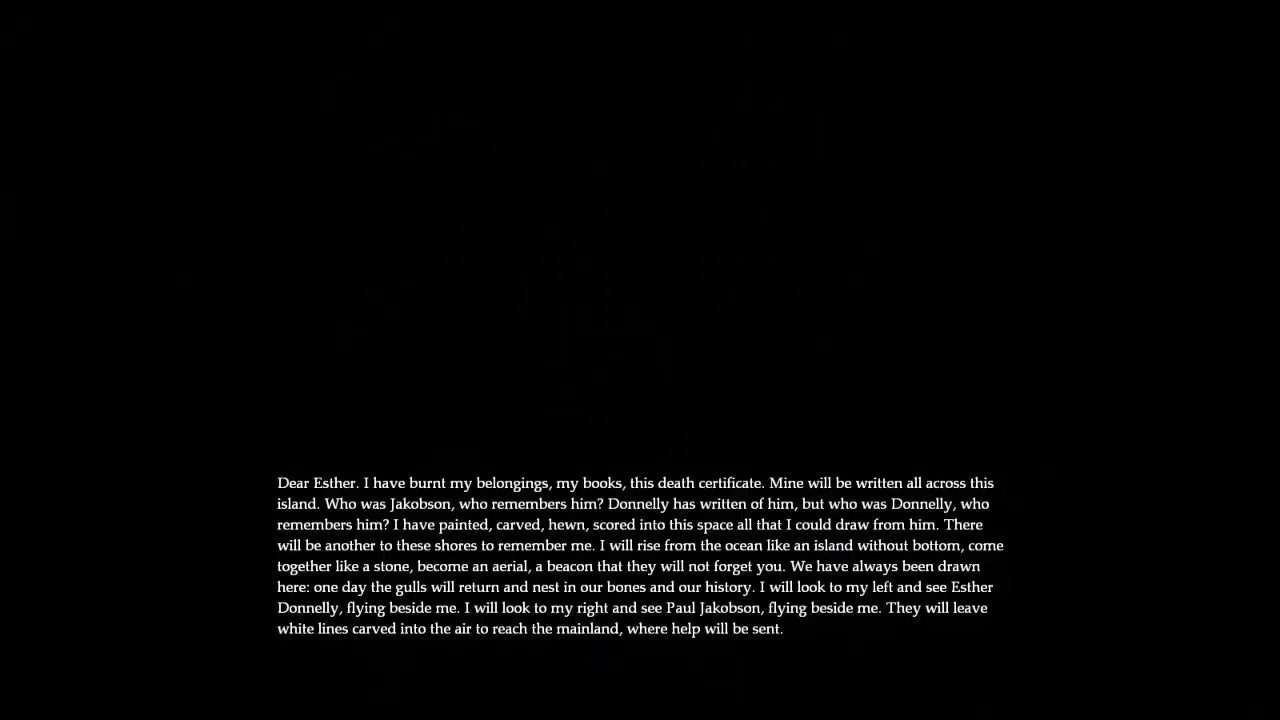 Dear Esther. I have burnt my belongings, my books, this death certificate. Mine will be written all across this
island. Who was Jakobson, who remembers him? Donnelly has written of him, but who was Donnelly, who
remembers him? I have painted, carved, hewn, scored into this space all that I could draw from him. There
will be another to these shores to remember me. I will rise from the ocean like an island without bottom, come
together like a stone, become an aerial, a beacon that they will not forget you. We have always been drawn
here: one day the gulls will return and nest in our bones and our history. I will look to my left and see Esther
Donnelly, flying beside me. I will look to my right and see Paul Jakobson, flying beside me. They will leave
white lines carved into the air to reach the mainland, where help will be sent.